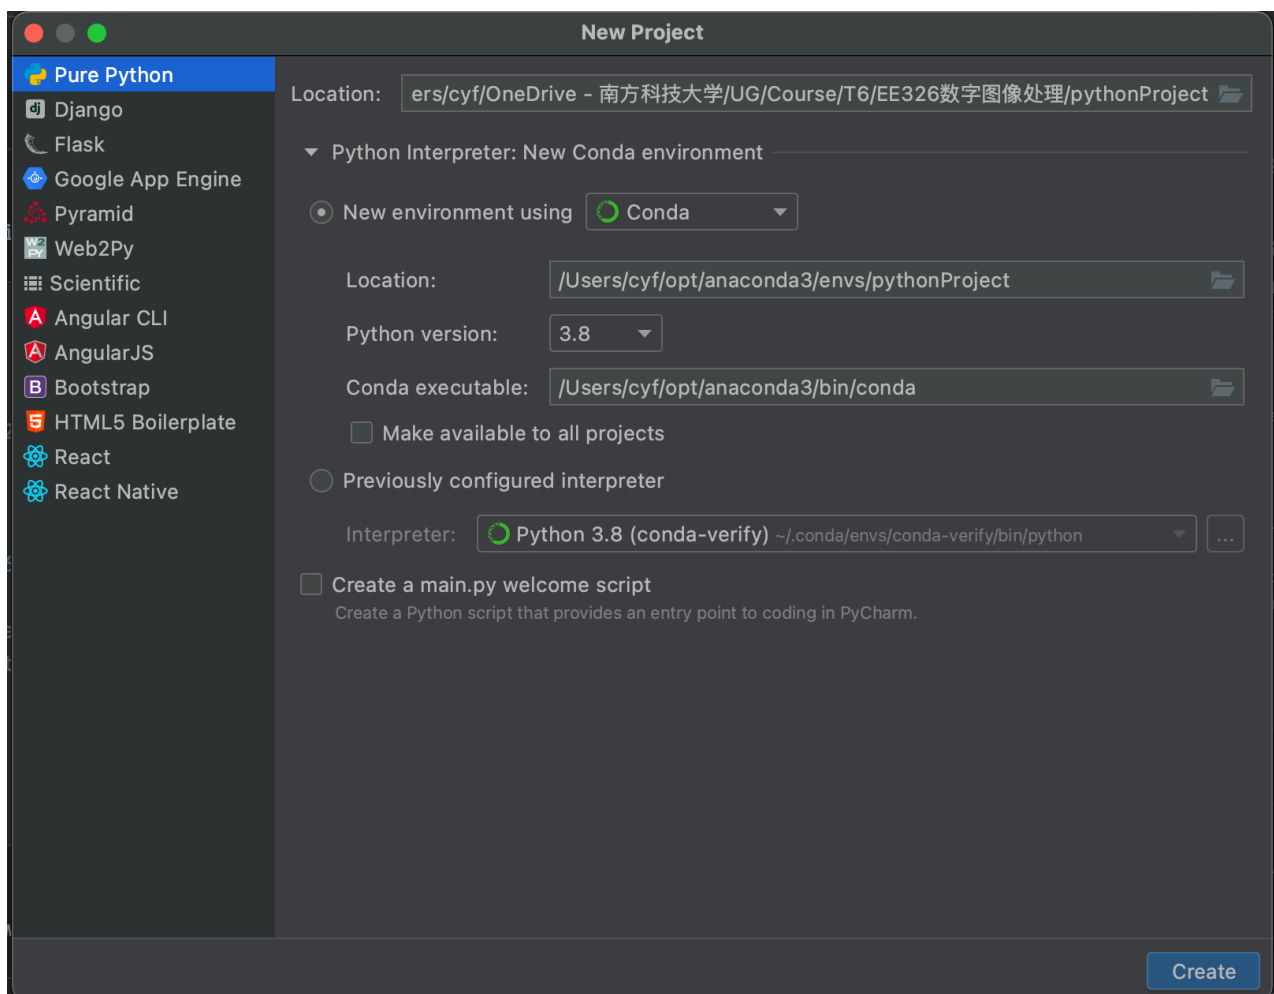 New Project
Pure Python
Django
Flask
Google App Engine
Pyramid
Web2Py
Scientific
Angular CLI
AngularJS
Bootstrap
HTML5 Boilerplate
React
React Native
Location: ers/cyf/OneDrive - 南方科技大学/UG/Course/T6/EE326数字图像处理/pythonProject
Python Interpreter: New Conda environment
New environment using Conda
Location: /Users/cyf/opt/anaconda3/envs/pythonProject
Python version: 3.8
Conda executable: /Users/cyf/opt/anaconda3/bin/conda
Make available to all projects
Previously configured interpreter
Interpreter: Python 3.8 (conda-verify) ~/.conda/envs/conda-verify/bin/python ...
Create a main.py welcome script
Create a Python script that provides an entry point to coding in PyCharm.
Create